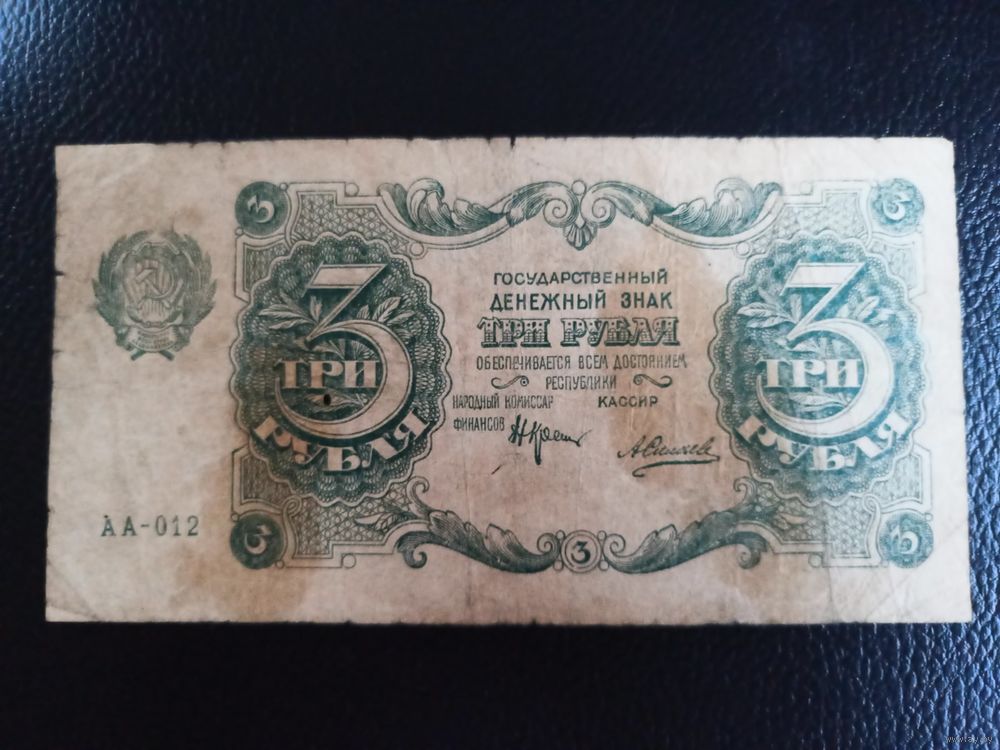 3 3
ГОСУДАРСТВЕННЫЙ
ДЕНЕЖНЫЙ ЗНАК
ТРИ РУБЛЯ
ОБЕСПЕЧИВАЕТСЯ ВСЕМ ДОСТОЯНИЕМ
РЕСПУБЛИКИ
НАРОДНЫЙ КОМИССАР КАССИР
ФИНАНСОВ
3 3
ТРИ ТРИ
РУБЛЯ РУБЛЯ
АА-012
3 3 3